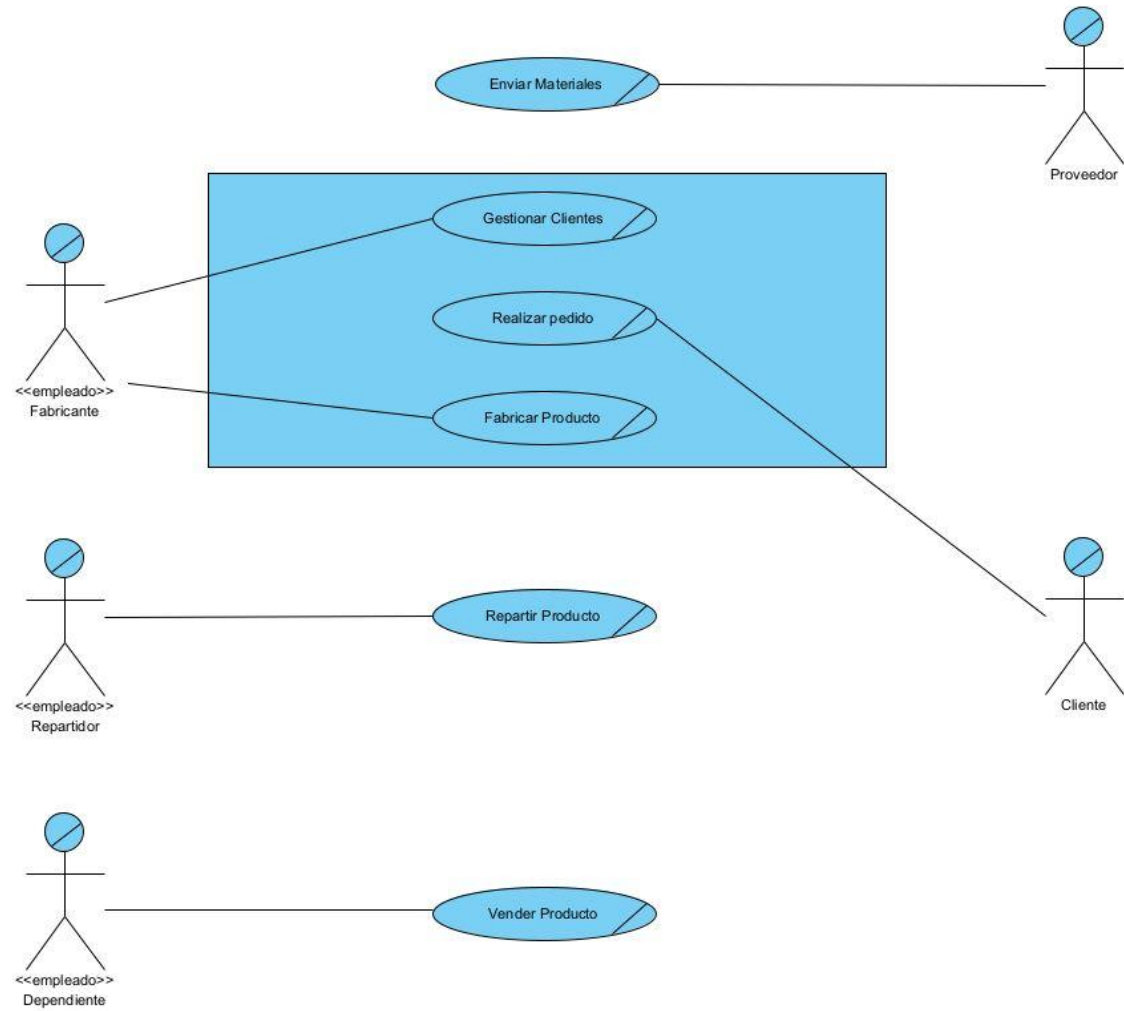 Enviar Materiales
Proveedor
Gestionar Clientes
Realizar pedido
<<empleado>>
Fabricante
Fabricar Producto
Repartir Producto
<<empleado>>
Repartidor
Cliente
Vender Producto
<<empleado>>
Dependiente